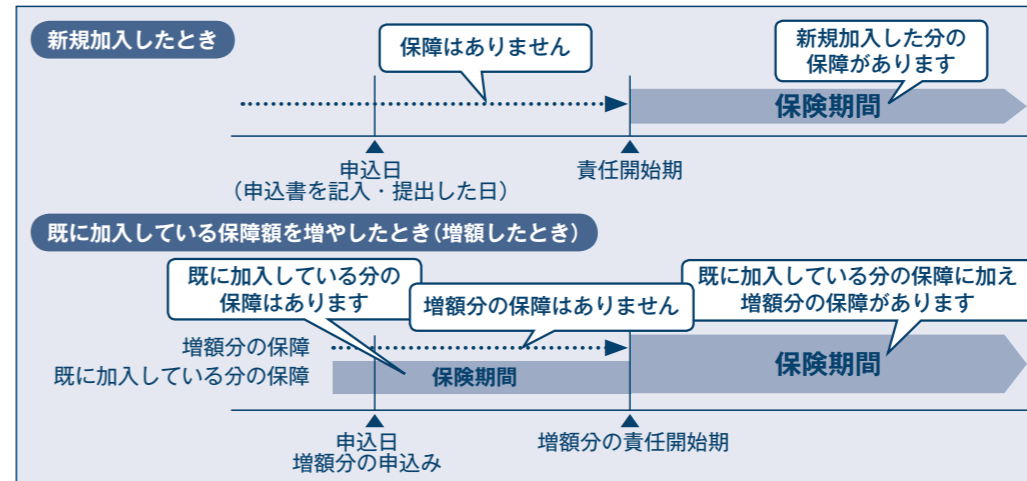 新規加入したとき
保障はありません
新規加入した分の
保障があります
保険期間
申込日
（申込書を記入・提出した日）
責任開始期
既に加入している保障額を増やしたとき（増額したとき）
既に加入している分の
保障はあります
増額分の保障はありません
既に加入している分の保障に加え
増額分の保障があります
増額分の保障
既に加入している分の保障
保険期間
保険期間
申込日
増額分の申込み
増額分の責任開始期